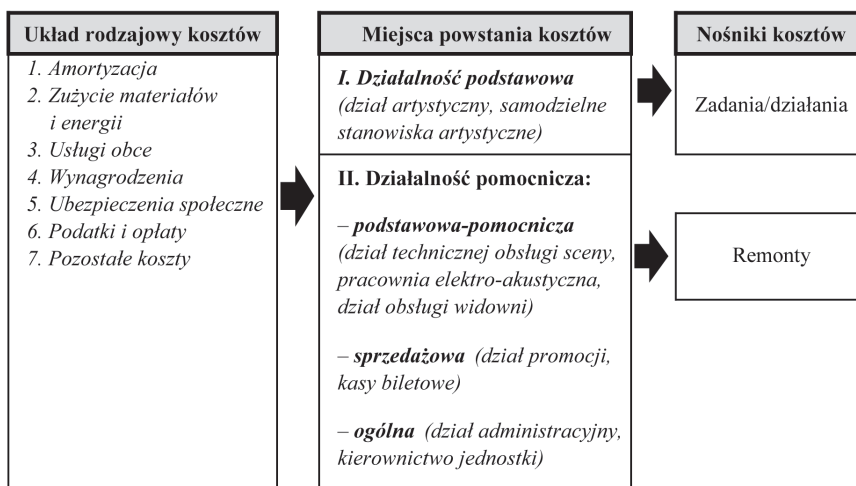 Układ rodzajowy kosztów
1. Amortyzacja
2. Zużycie materiałów
i energii
3. Usługi obce
4. Wynagrodzenia
5. Ubezpieczenia społeczne
6. Podatki i opłaty
7. Pozostałe koszty
Miejsca powstania kosztów
I. Działalność podstawowa
(dział artystyczny, samodzielne
stanowiska artystyczne)
II. Działalność pomocnicza:
– podstawowa-pomocnicza
(dział technicznej obsługi sceny,
pracownia elektro-akustyczna,
dział obsługi widowni)
– sprzedażowa (dział promocji,
kasy biletowe)
– ogólna (dział administracyjny,
kierownictwo jednostki)
Nośniki kosztów
Zadania/działania
Remonty